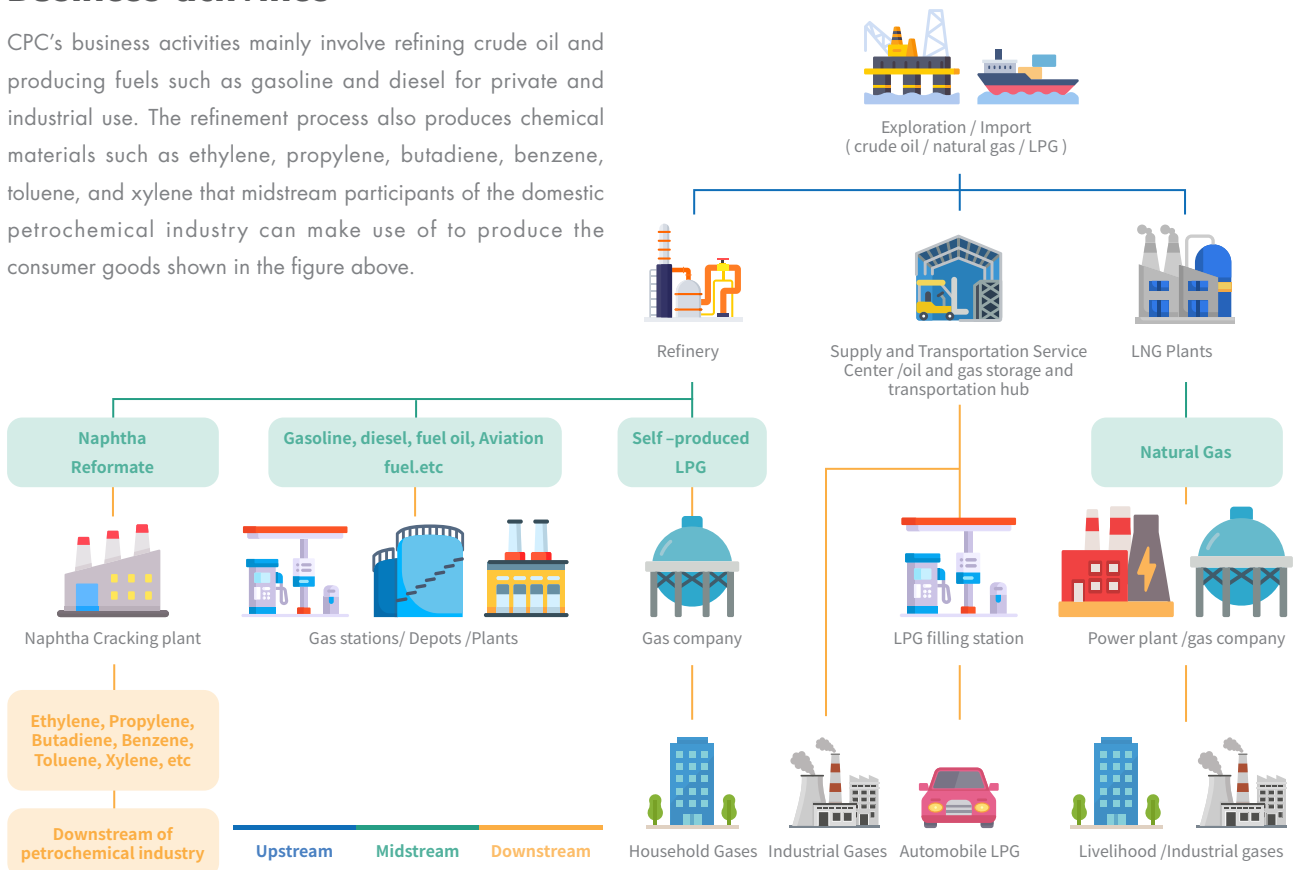 CPC’s business activities mainly involve refining crude oil and
producing fuels such as gasoline and diesel for private and
industrial use. The refinement process also produces chemical
materials such as ethylene, propylene, butadiene, benzene,
toluene, and xylene that midstream participants of the domestic
petrochemical industry can make use of to produce the
consumer goods shown in the figure above.
Exploration / Import
( crude oil / natural gas / LPG )
Refinery
Supply and Transportation Service
Center /oil and gas storage and
transportation hub
LNG Plants
Naphtha
Reformate
Gasoline, diesel, fuel oil, Aviation
fuel.etc
Self –produced
LPG
Natural Gas
Naphtha Cracking plant
Gas stations/ Depots /Plants
Gas company
LPG filling station
Power plant /gas company
Ethylene, Propylene,
Butadiene, Benzene,
Toluene, Xylene, etc
Downstream of
petrochemical industry
Upstream
Midstream
Downstream
Household Gases
Industrial Gases
Automobile LPG
Livelihood /Industrial gases